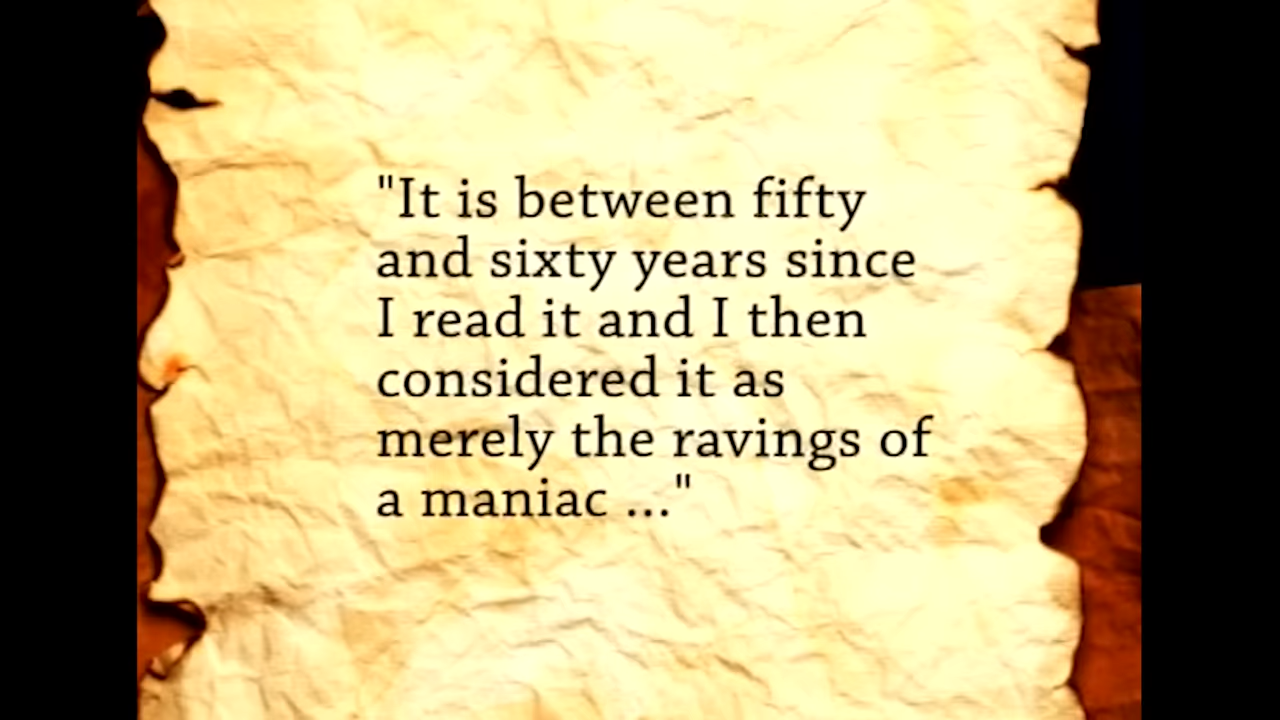 "It is between fifty
and sixty years since
I read it and I then
considered it as
merely the ravings of
a maniac ..."